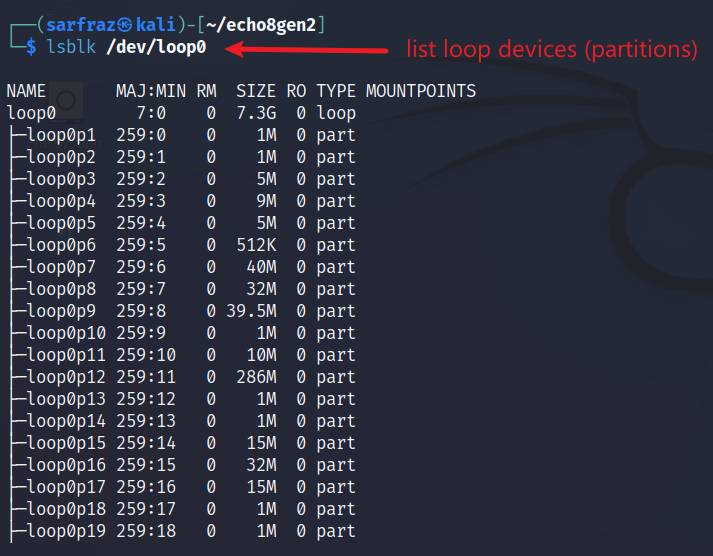 ┌──(sarfraz㉿kali)-[~/echo8gen2]
└─$ lsblk /dev/loop0
list loop devices (partitions)
NAME MAJ:MIN RM SIZE RO TYPE MOUNTPOINTS
loop0 7:0 0 7.3G 0 loop
├─loop0p1 259:0 0 1M 0 part
├─loop0p2 259:1 0 1M 0 part
├─loop0p3 259:2 0 5M 0 part
├─loop0p4 259:3 0 9M 0 part
├─loop0p5 259:4 0 5M 0 part
├─loop0p6 259:5 0 512K 0 part
├─loop0p7 259:6 0 40M 0 part
├─loop0p8 259:7 0 32M 0 part
├─loop0p9 259:8 0 39.5M 0 part
├─loop0p10 259:9 0 1M 0 part
├─loop0p11 259:10 0 10M 0 part
├─loop0p12 259:11 0 286M 0 part
├─loop0p13 259:12 0 1M 0 part
├─loop0p14 259:13 0 1M 0 part
├─loop0p15 259:14 0 15M 0 part
├─loop0p16 259:15 0 32M 0 part
├─loop0p17 259:16 0 15M 0 part
├─loop0p18 259:17 0 1M 0 part
├─loop0p19 259:18 0 1M 0 part